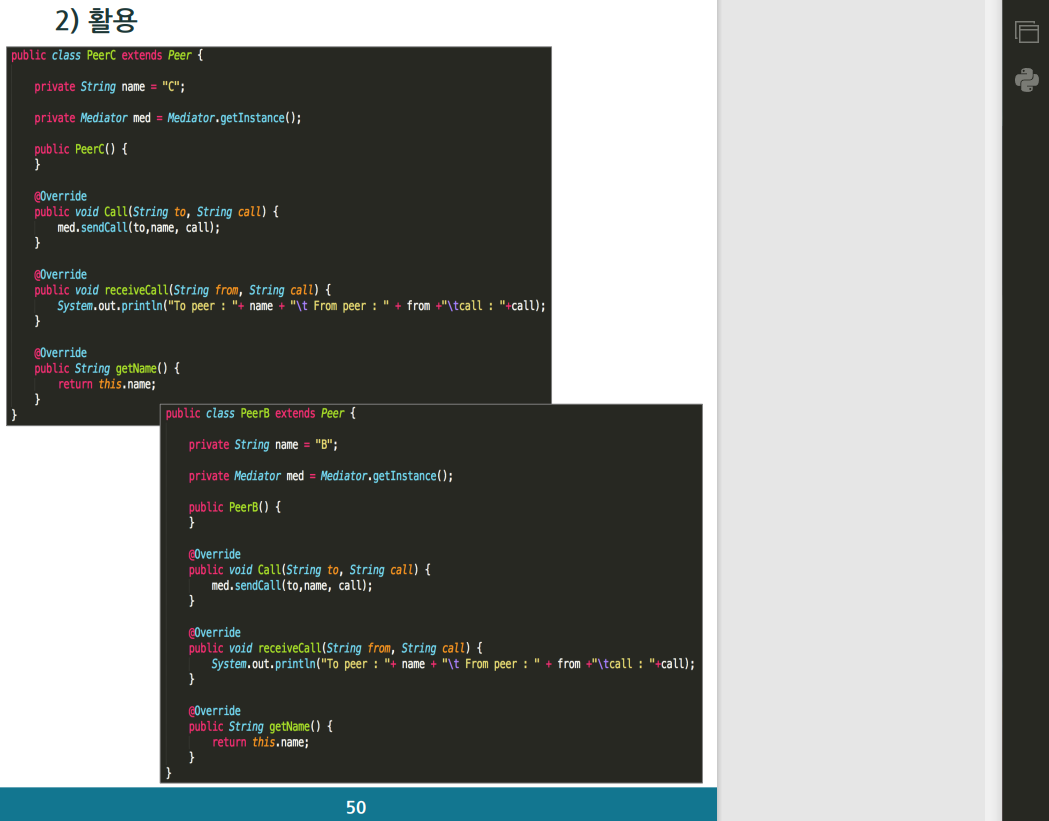 2) 활용
public class PeerC extends Peer {
private String name = "C";
private Mediator med = Mediator.getInstance();
public PeerC() {
}
@Override
public void Call(String to, String call) {
med.sendCall(to,name, call);
}
@Override
public void receiveCall(String from, String call) {
System.out.println("To peer : "+ name + "\t From peer : " + from +"\tcall : "+call);
}
@Override
public String getName() {
return this.name;
}
}
public class PeerB extends Peer {
private String name = "B";
private Mediator med = Mediator.getInstance();
public PeerB() {
}
@Override
public void Call(String to, String call) {
med.sendCall(to,name, call);
}
@Override
public void receiveCall(String from, String call) {
System.out.println("To peer : "+ name + "\t From peer : " + from +"\tcall : "+call);
}
@Override
public String getName() {
return this.name;
}
}
50